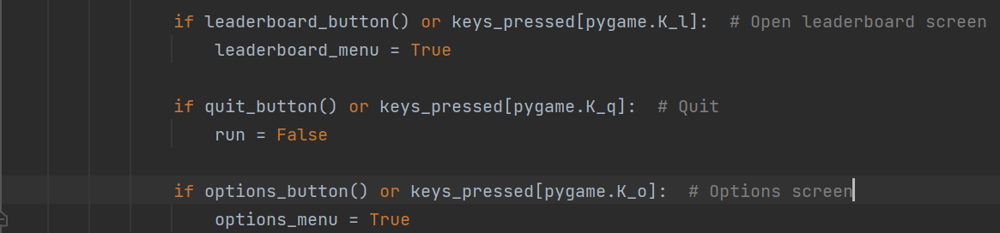 if leaderboard_button() or keys_pressed[pygame.K_l]:  # Open leaderboard screen
    leaderboard_menu = True
if quit_button() or keys_pressed[pygame.K_q]:  # Quit
    run = False
if options_button() or keys_pressed[pygame.K_o]:  # Options screen
    options_menu = True